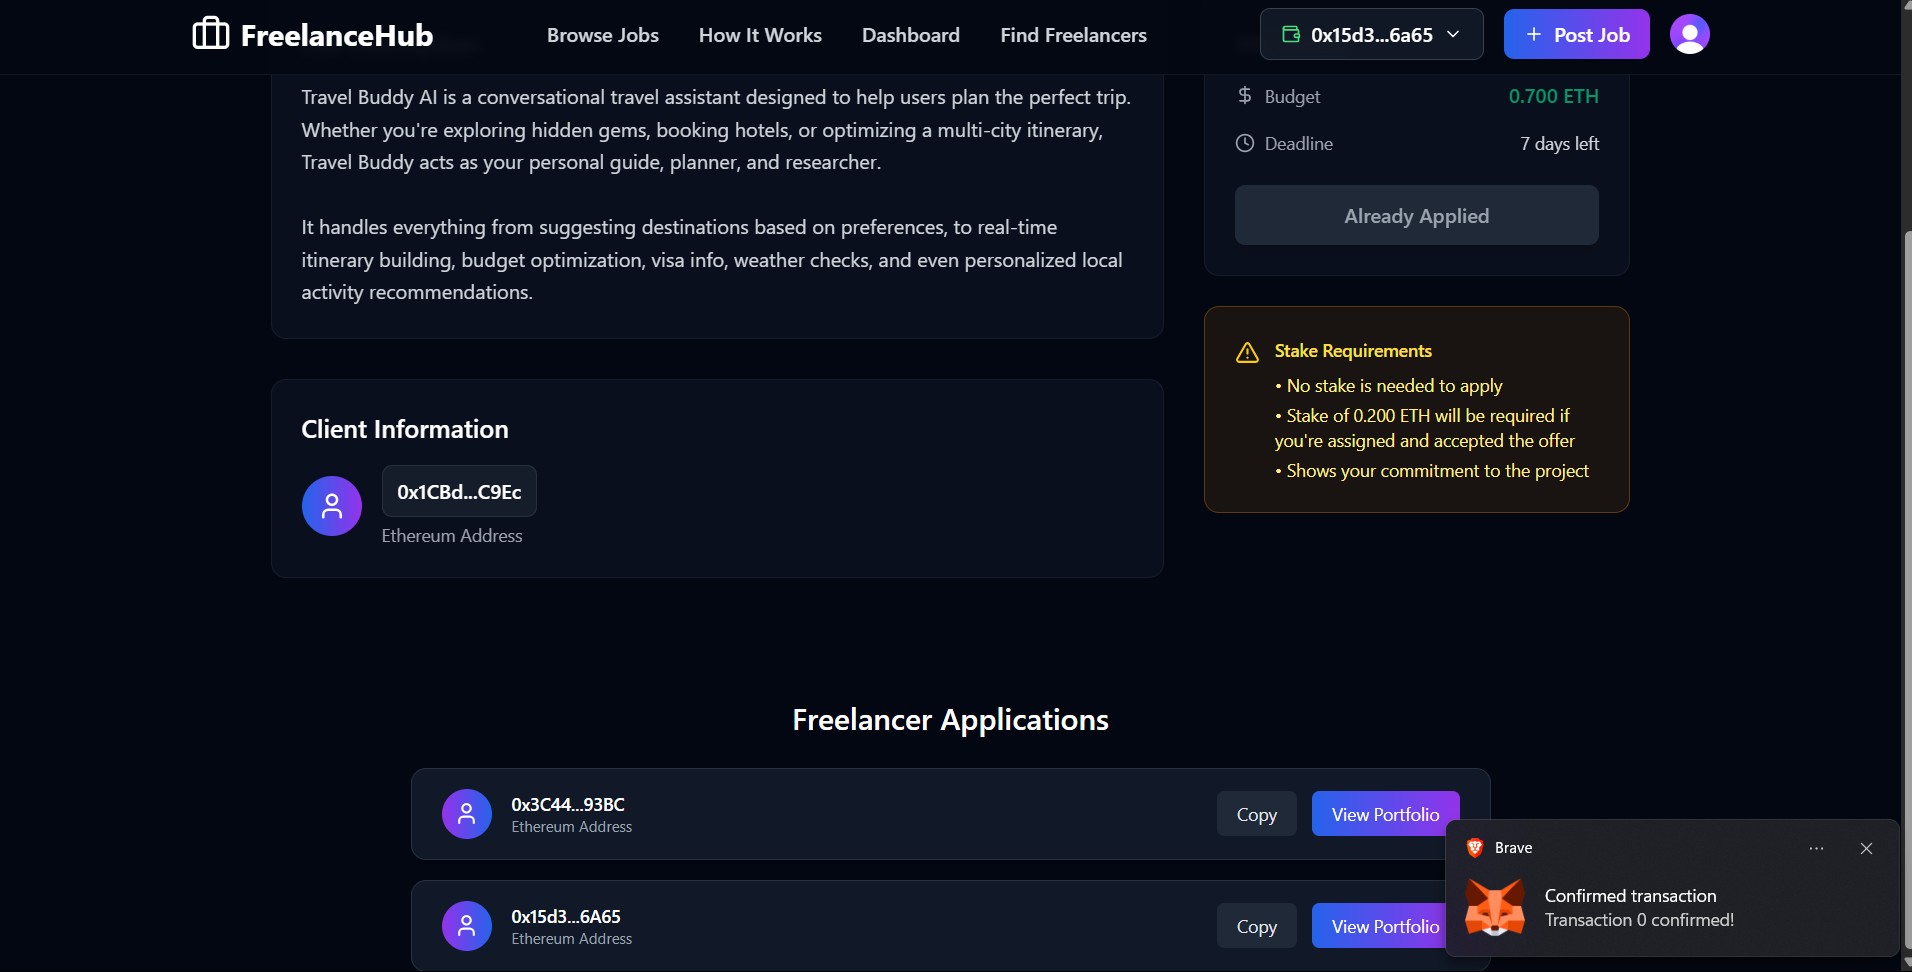 FreelanceHub
Browse Jobs
How It Works
Dashboard
Find Freelancers
0x15d3...6a65
+ Post Job
Travel Buddy AI is a conversational travel assistant designed to help users plan the perfect trip.
Whether you're exploring hidden gems, booking hotels, or optimizing a multi-city itinerary,
Travel Buddy acts as your personal guide, planner, and researcher.
It handles everything from suggesting destinations based on preferences, to real-time
itinerary building, budget optimization, visa info, weather checks, and even personalized local
activity recommendations.
Client Information
0x1CBd...C9Ec
Ethereum Address
$ Budget
0.700 ETH
Deadline
7 days left
Already Applied
Stake Requirements
• No stake is needed to apply
• Stake of 0.200 ETH will be required if
you're assigned and accepted the offer
• Shows your commitment to the project
Freelancer Applications
0x3C44...93BC
Ethereum Address
Copy
View Portfolio
0x15d3...6A65
Ethereum Address
Copy
View Portfolio
Brave
Confirmed transaction
Transaction 0 confirmed!